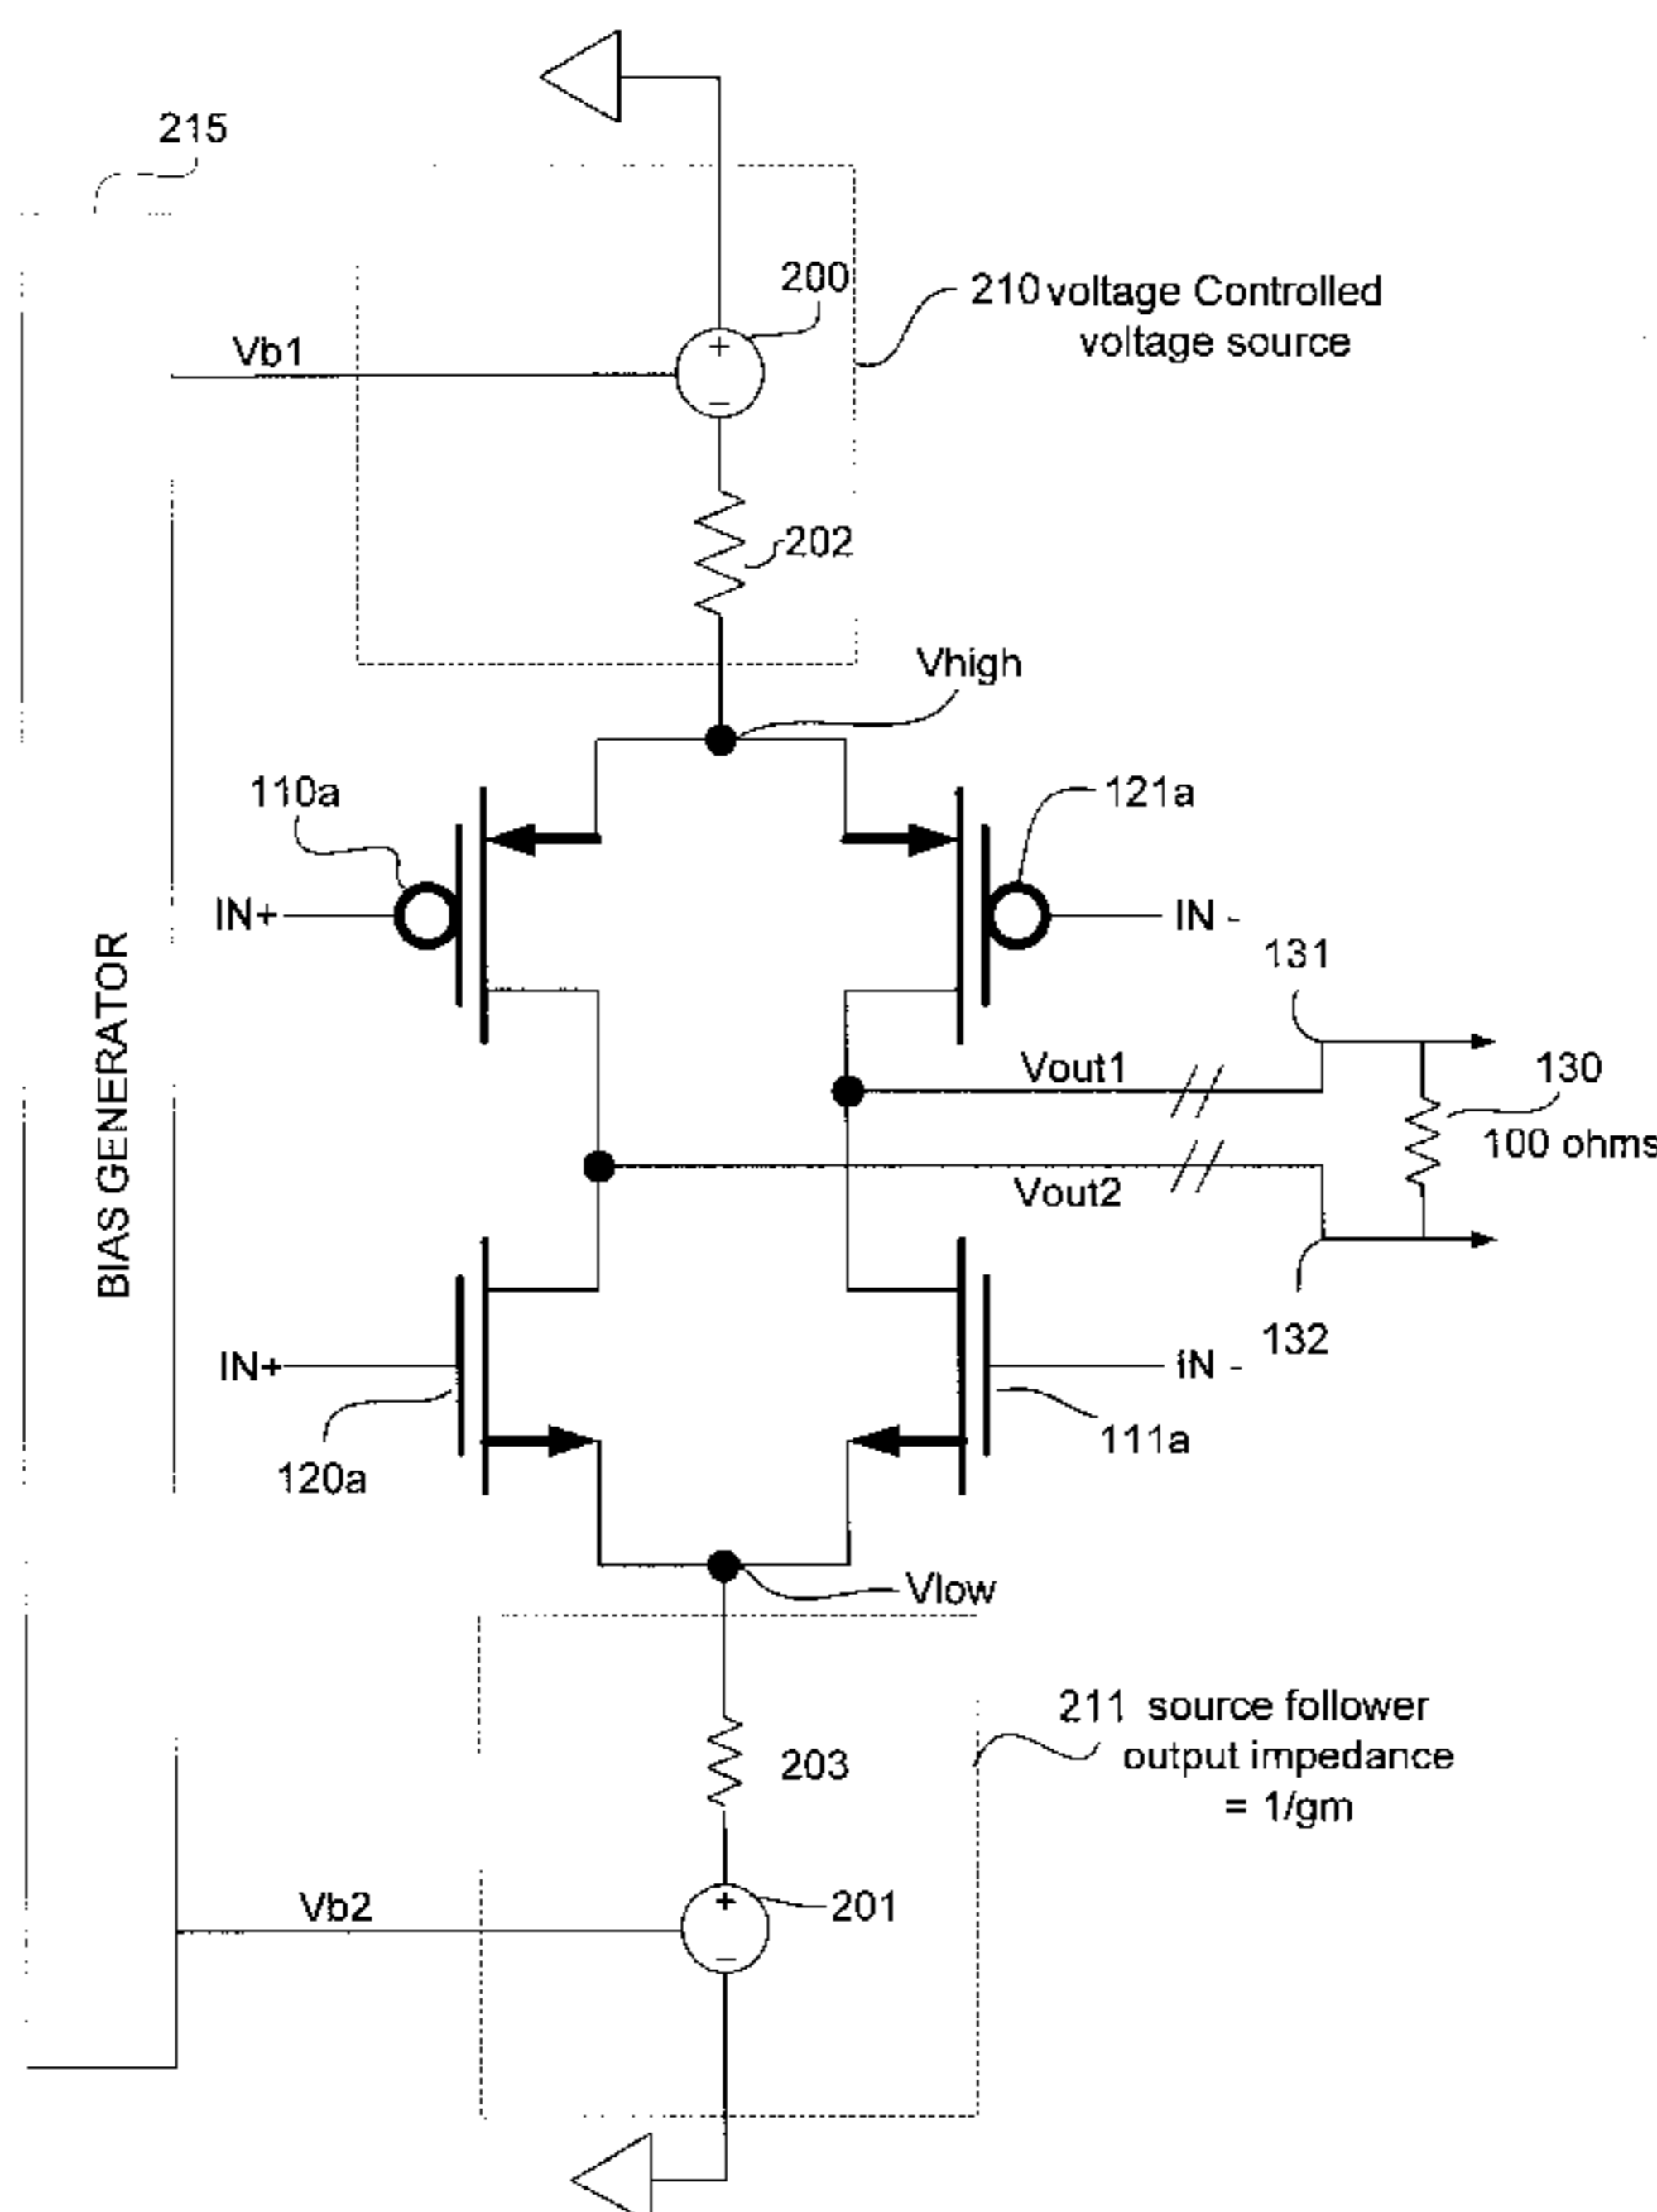 215
200
210 voltage Controlled
voltage source
Vb1
202
Vhigh
110a
121a
IN+
IN -
131
BIAS GENERATOR
Vout1
130
100 ohms
Vout2
IN+
IN -
132
120a
111a
Vlow
211 source follower
output impedance
= 1/gm
203
Vb2
201
+
−
+
−